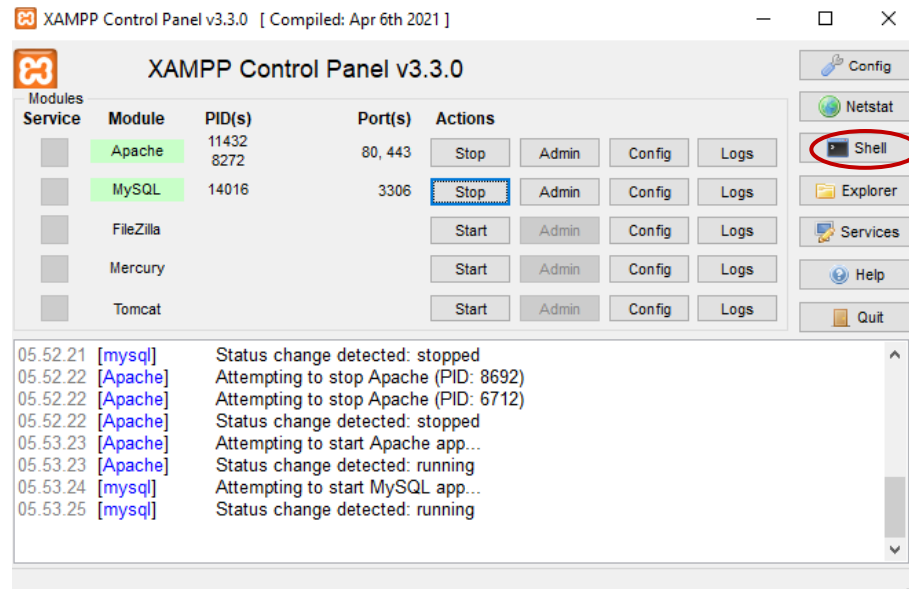 XAMPP Control Panel v3.3.0 [ Compiled: Apr 6th 2021 ]
XAMPP Control Panel v3.3.0
Config
Modules
Service Module PID(s) Port(s) Actions
Netstat
Apache 11432 8272 80, 443 Stop Admin Config Logs
Shell
MySQL 14016 3306 Stop Admin Config Logs
Explorer
FileZilla Start Admin Config Logs
Services
Mercury Start Admin Config Logs
Help
Tomcat Start Admin Config Logs
Quit
05.52.21 [mysql] Status change detected: stopped
05.52.22 [Apache] Attempting to stop Apache (PID: 8692)
05.52.22 [Apache] Attempting to stop Apache (PID: 6712)
05.52.22 [Apache] Status change detected: stopped
05.53.23 [Apache] Attempting to start Apache app...
05.53.23 [Apache] Status change detected: running
05.53.24 [mysql] Attempting to start MySQL app...
05.53.25 [mysql] Status change detected: running